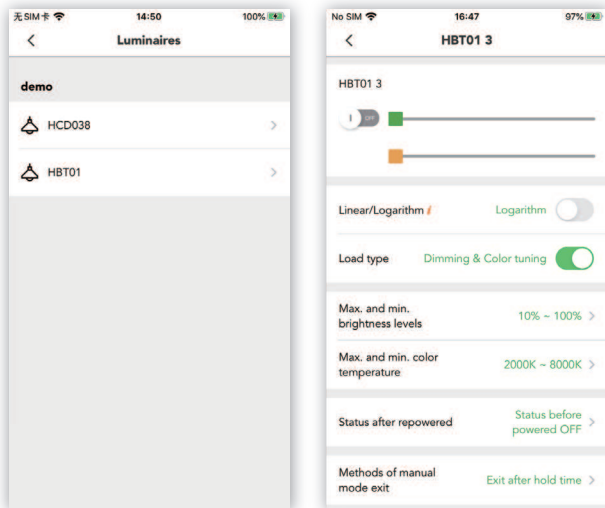 无SIM卡 14:50 100%
Luminaires
demo
HCD038
HBT01
No SIM 16:47 97%
HBT01 3
HBT01 3
I OFF
Linear/Logarithm i Logarithm
Load type Dimming & Color tuning
Max. and min.
brightness levels 10% ~ 100%
Max. and min. color
temperature 2000K ~ 8000K
Status after repowered Status before
powered OFF
Methods of manual
mode exit Exit after hold time